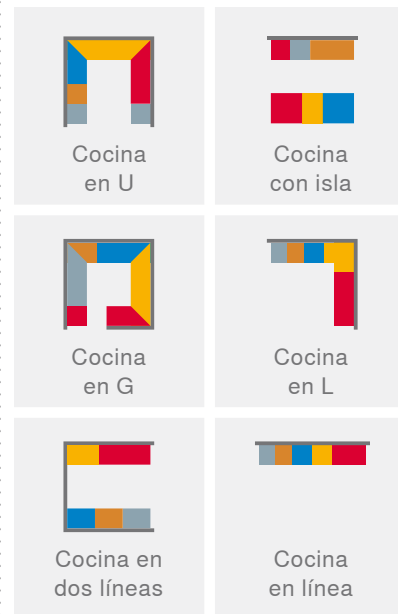 Cocina
en U
Cocina
con isla
Cocina
en G
Cocina
en L
Cocina en
dos líneas
Cocina
en línea